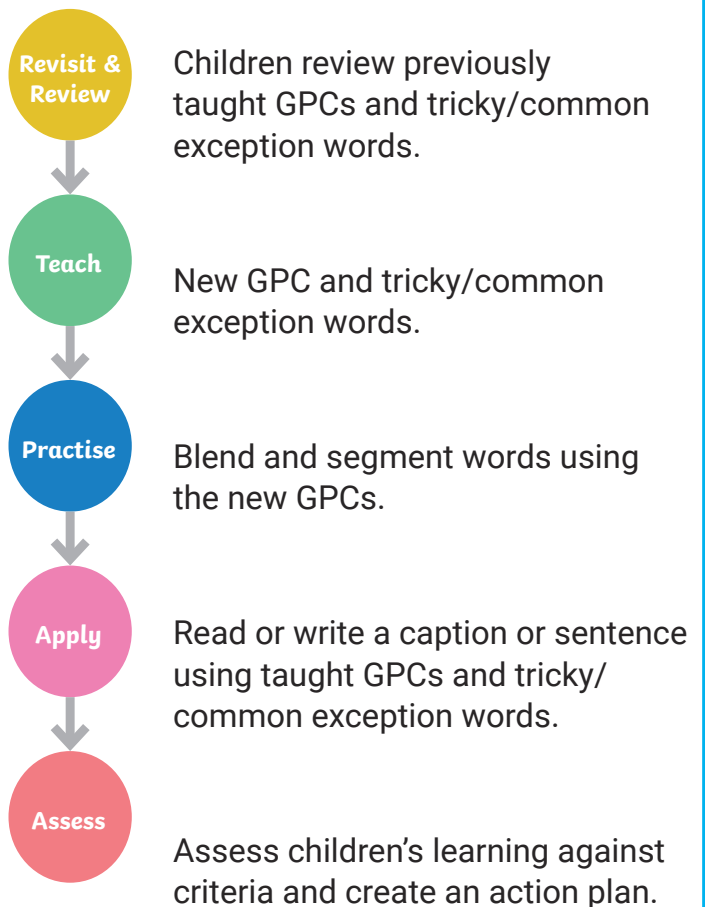 Revisit &
Review
Children review previously
taught GPCs and tricky/common
exception words.
Teach
New GPC and tricky/common
exception words.
Practise
Blend and segment words using
the new GPCs.
Apply
Read or write a caption or sentence
using taught GPCs and tricky/
common exception words.
Assess
Assess children’s learning against
criteria and create an action plan.